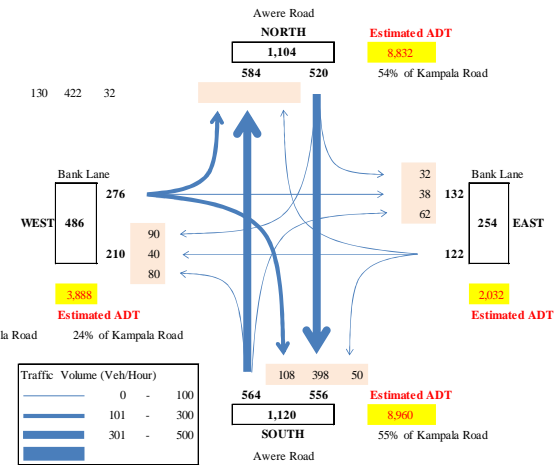 Awere Road
NORTH Estimated ADT
1,104 8,832
584 520 54% of Kampala Road
130 422 32
32
Bank Lane 38 132 Bank Lane
276 62
WEST 486 254 EAST
90
210 40 122
80
3,888 2,032
Estimated ADT Estimated ADT
la Road 24% of Kampala Road
108 398 50
Traffic Volume (Veh/Hour) 564 556 Estimated ADT
0 - 100 1,120 8,960
101 - 300 SOUTH 55% of Kampala Road
301 - 500 Awere Road